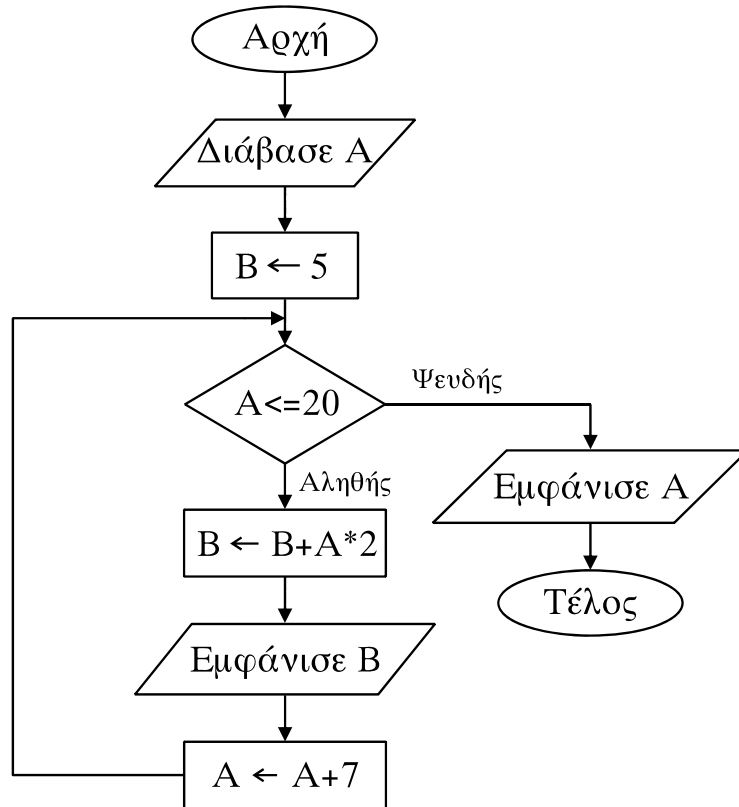 Αρχή
Διάβασε Α
Β ← 5
Α<=20
Ψευδής
Αληθής
Εμφάνισε Α
Β ← Β+Α*2
Τέλος
Εμφάνισε Β
Α ← Α+7